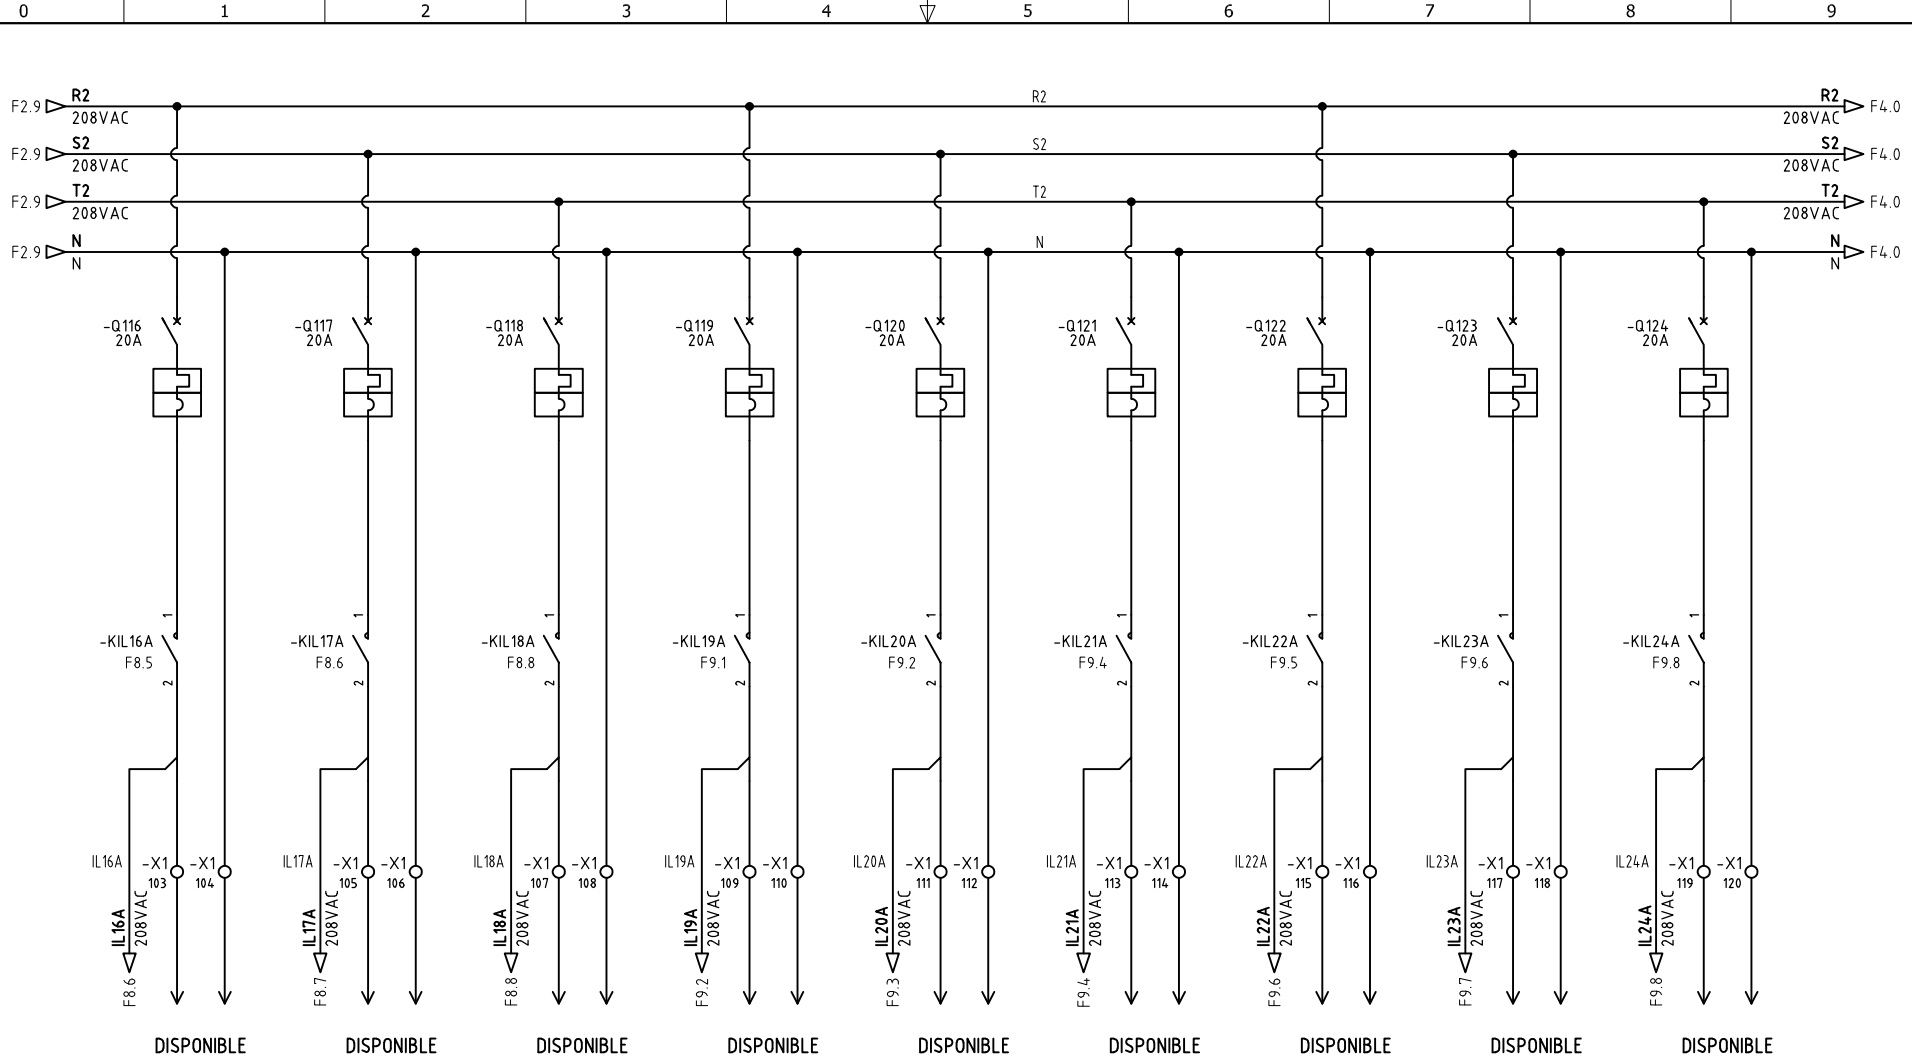 0 1 2 3 4 5 6 7 8 9
F2.9 R2 R2 R2 F4.0
208VAC 208VAC
F2.9 S2 S2 S2 F4.0
208VAC 208VAC
F2.9 T2 T2 T2 F4.0
208VAC 208VAC
F2.9 N N N F4.0
N N
-Q116 -Q117 -Q118 -Q119 -Q120 -Q121 -Q122 -Q123 -Q124
20A 20A 20A 20A 20A 20A 20A 20A 20A
1 1 1 1 1 1 1 1 1
-KIL16A -KIL17A -KIL18A -KIL19A -KIL20A -KIL21A -KIL22A -KIL23A -KIL24A
F8.5 F8.6 F8.8 F9.1 F9.2 F9.4 F9.5 F9.6 F9.8
2 2 2 2 2 2 2 2 2
IL16A -X1 -X1 IL17A -X1 -X1 IL18A -X1 -X1 IL19A -X1 -X1 IL20A -X1 -X1 IL21A -X1 -X1 IL22A -X1 -X1 IL23A -X1 -X1 IL24A -X1 -X1
103 104 105 106 107 108 109 110 111 112 113 114 115 116 117 118 119 120
IL16A 208VAC IL17A 208VAC IL18A 208VAC IL19A 208VAC IL20A 208VAC IL21A 208VAC IL22A 208VAC IL23A 208VAC IL24A 208VAC
F8.6 F8.7 F8.8 F9.2 F9.3 F9.4 F9.6 F9.7 F9.8
DISPONIBLE DISPONIBLE DISPONIBLE DISPONIBLE DISPONIBLE DISPONIBLE DISPONIBLE DISPONIBLE DISPONIBLE